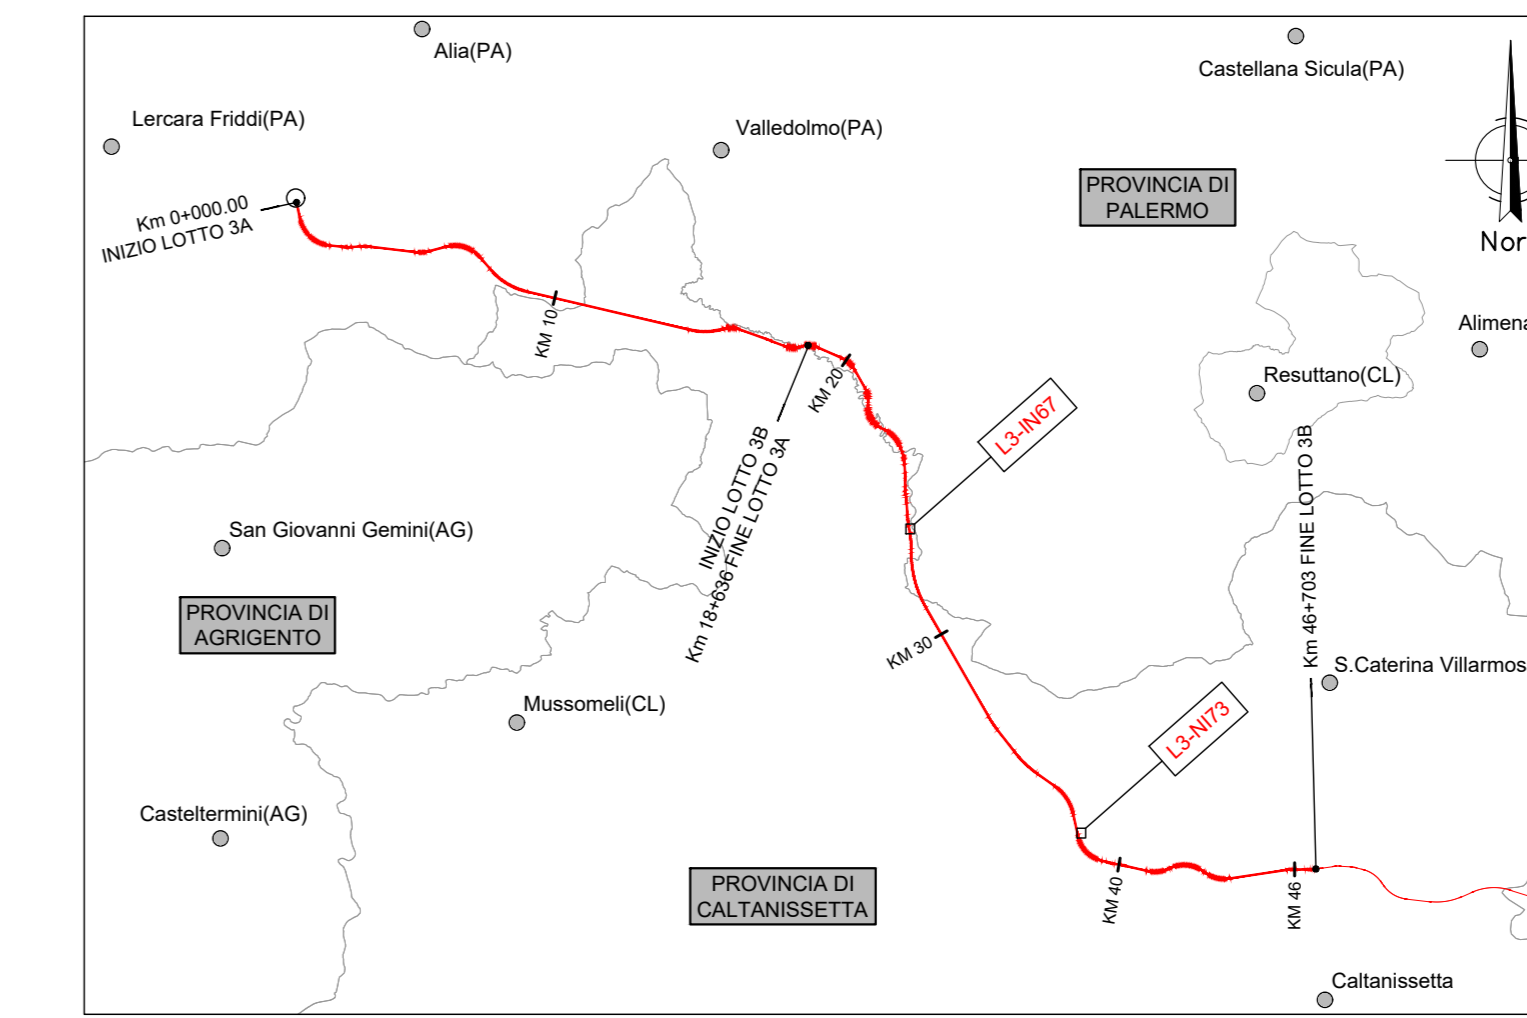 Alia(PA)
Castellana Sicula(PA)
Lercara Friddi(PA)
Valledolmo(PA)
PROVINCIA DI
PALERMO
Km 0+000.00
INIZIO LOTTO 3A
Nor
KM 10
Alimena
KM 20
Resuttano(CL)
L3-IN67
INIZIO LOTTO 3B
Km 18+636 FINE LOTTO 3A
Km 46+703 FINE LOTTO 3B
San Giovanni Gemini(AG)
PROVINCIA DI
AGRIGENTO
KM 30
S.Caterina Villarmos
Mussomeli(CL)
L3-NI73
Casteltermini(AG)
PROVINCIA DI
CALTANISSETTA
KM 40
KM 46
Caltanissetta